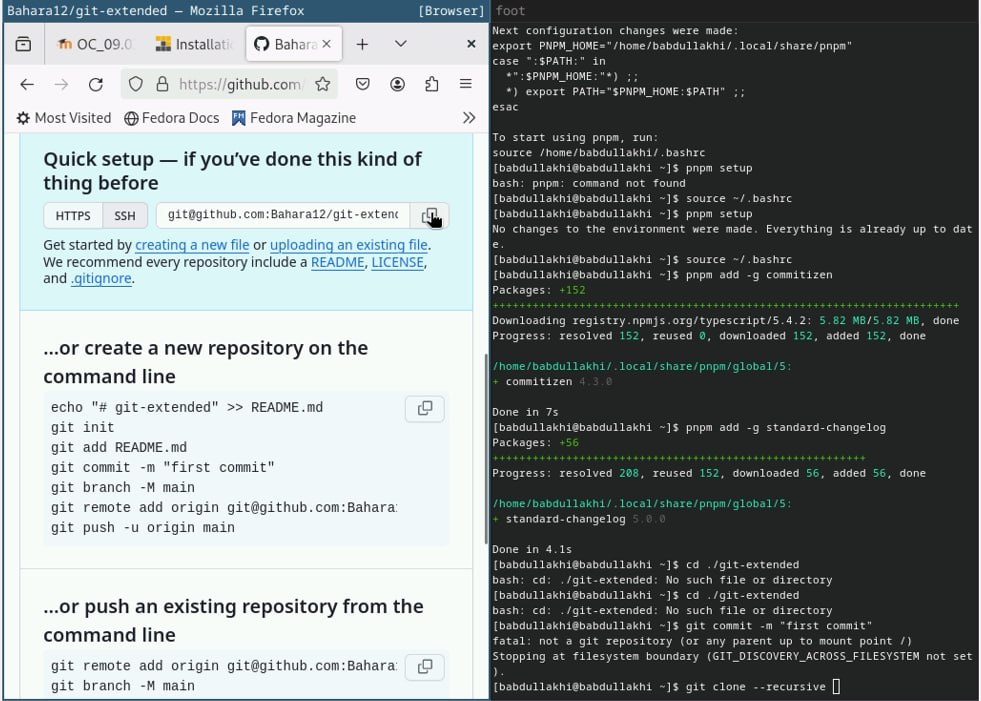 Bahara12/git-extended — Mozilla Firefox
[Browser]
OC_09.0
Installatio
Bahara
https://github.com/
Most Visited
Fedora Docs
Fedora Magazine
Quick setup — if you’ve done this kind of
thing before
HTTPS
SSH
git@github.com:Bahara12/git-extend
Get started by creating a new file or uploading an existing file.
We recommend every repository include a README, LICENSE,
and .gitignore.
...or create a new repository on the
command line
echo "# git-extended" >> README.md
git init
git add README.md
git commit -m "first commit"
git branch -M main
git remote add origin git@github.com:Bahara
git push -u origin main
...or push an existing repository from the
command line
git remote add origin git@github.com:Bahara
git branch -M main
foot
Next configuration changes were made:
export PNPM_HOME="/home/babdullakhi/.local/share/pnpm"
case ":$PATH:" in
*":$PNPM_HOME:"*) ;;
*) export PATH="$PNPM_HOME:$PATH" ;;
esac
To start using pnpm, run:
source /home/babdullakhi/.bashrc
[babdullakhi@babdullakhi ~]$ pnpm setup
bash: pnpm: command not found
[babdullakhi@babdullakhi ~]$ source ~/.bashrc
[babdullakhi@babdullakhi ~]$ pnpm setup
No changes to the environment were made. Everything is already up to dat
e.
[babdullakhi@babdullakhi ~]$ source ~/.bashrc
[babdullakhi@babdullakhi ~]$ pnpm add -g commitizen
Packages: +152
++++++++++++++++++++++++++++++++++++++++++++++++++++++++++++++++++++++
Downloading registry.npmjs.org/typescript/5.4.2: 5.82 MB/5.82 MB, done
Progress: resolved 152, reused 0, downloaded 152, added 152, done
/home/babdullakhi/.local/share/pnpm/global/5:
+ commitizen 4.3.0
Done in 7s
[babdullakhi@babdullakhi ~]$ pnpm add -g standard-changelog
Packages: +56
++++++++++++++++++++++++++++++++++++++++++++++++++++++++
Progress: resolved 208, reused 152, downloaded 56, added 56, done
/home/babdullakhi/.local/share/pnpm/global/5:
+ standard-changelog 5.0.0
Done in 4.1s
[babdullakhi@babdullakhi ~]$ cd ./git-extended
bash: cd: ./git-extended: No such file or directory
[babdullakhi@babdullakhi ~]$ cd ./git-extended
bash: cd: ./git-extended: No such file or directory
[babdullakhi@babdullakhi ~]$ git commit -m "first commit"
fatal: not a git repository (or any parent up to mount point /)
Stopping at filesystem boundary (GIT_DISCOVERY_ACROSS_FILESYSTEM not set
).
[babdullakhi@babdullakhi ~]$ git clone --recursive